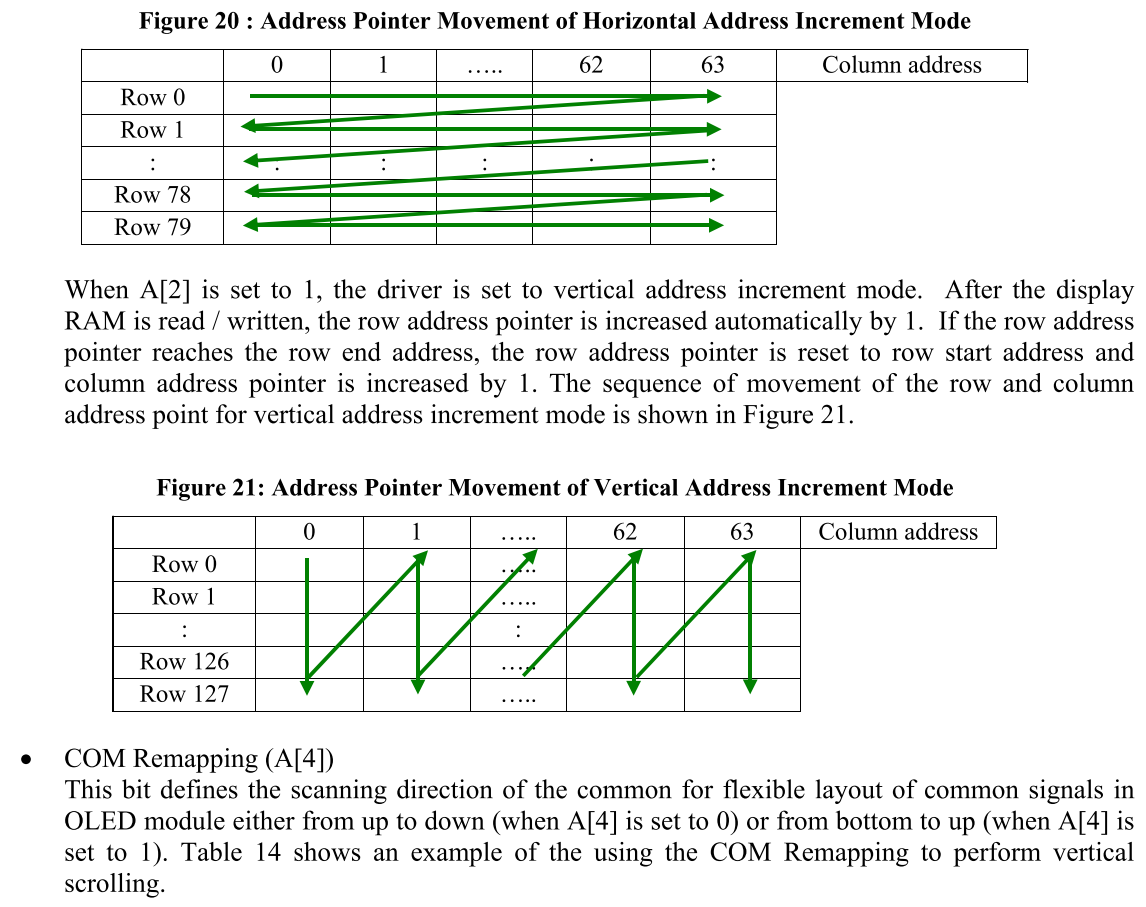 Figure 20 : Address Pointer Movement of Horizontal Address Increment Mode
0 1 ..... 62 63 Column address
Row 0
Row 1
: . : : . :
Row 78
Row 79
When A[2] is set to 1, the driver is set to vertical address increment mode. After the display
RAM is read / written, the row address pointer is increased automatically by 1. If the row address
pointer reaches the row end address, the row address pointer is reset to row start address and
column address pointer is increased by 1. The sequence of movement of the row and column
address point for vertical address increment mode is shown in Figure 21.
Figure 21: Address Pointer Movement of Vertical Address Increment Mode
0 1 ..... 62 63 Column address
Row 0 .....
Row 1 .....
: :
Row 126 .....
Row 127 .....
• COM Remapping (A[4])
This bit defines the scanning direction of the common for flexible layout of common signals in
OLED module either from up to down (when A[4] is set to 0) or from bottom to up (when A[4] is
set to 1). Table 14 shows an example of the using the COM Remapping to perform vertical
scrolling.